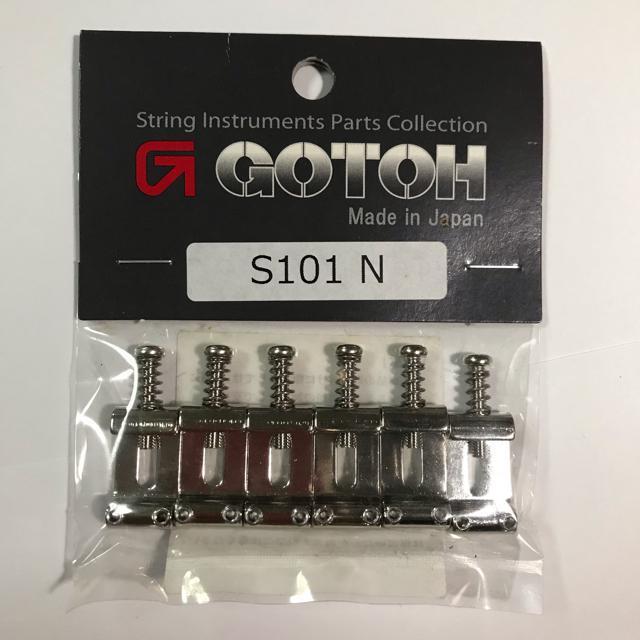 String Instruments Parts Collection
GOTOH
Made in Japan
S101 N